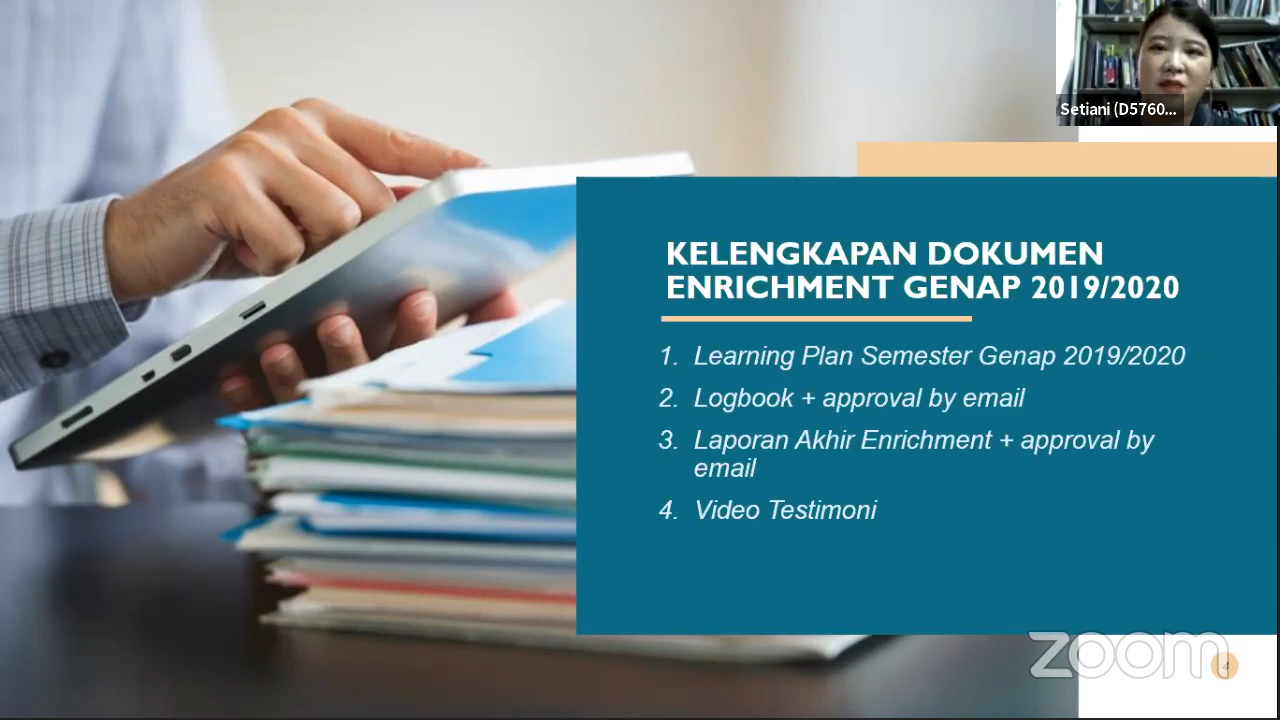 Setiani (D5760...
KELENGKAPAN DOKUMEN
ENRICHMENT GENAP 2019/2020
1. Learning Plan Semester Genap 2019/2020
2. Logbook + approval by email
3. Laporan Akhir Enrichment + approval by
email
4. Video Testimoni
zoom
4